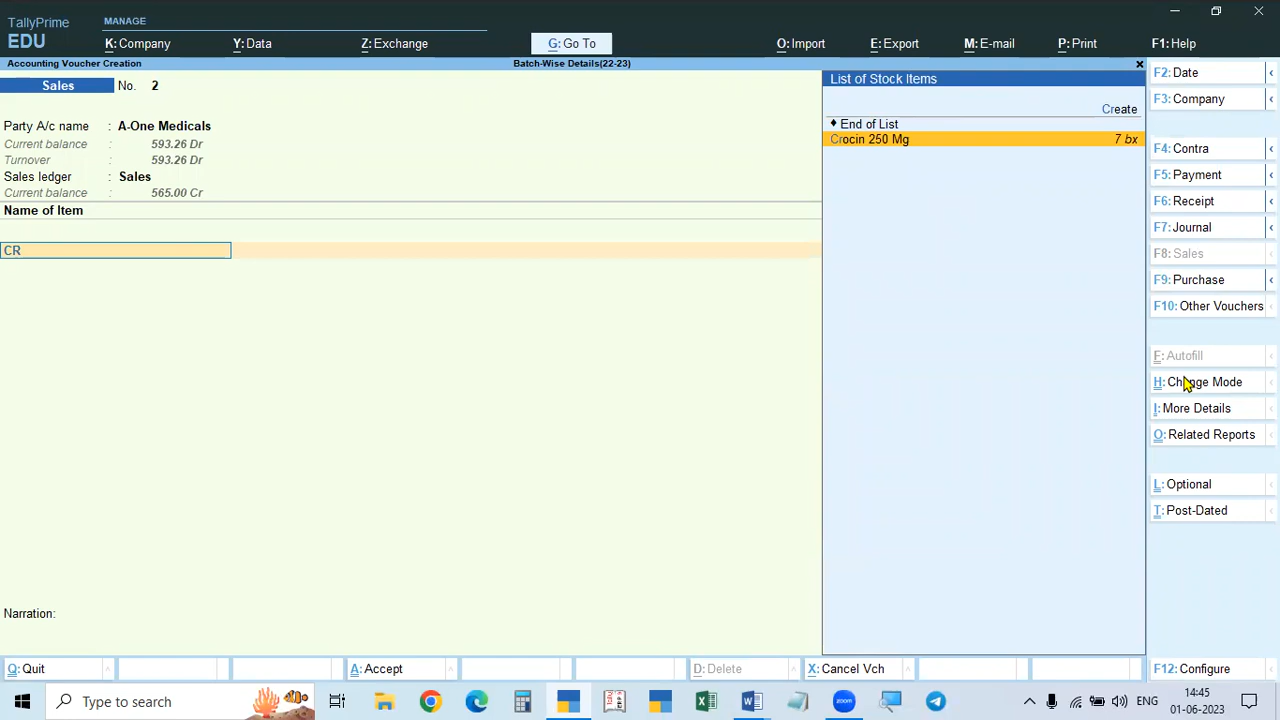 TallyPrime
EDU
MANAGE
K: Company
Y: Data
Z: Exchange
G: Go To
O: Import
E: Export
M: E-mail
P: Print
F1: Help
Accounting Voucher Creation
Batch-Wise Details(22-23)
Sales No. 2
Party A/c name : A-One Medicals
Current balance : 593.26 Dr
Turnover : 593.26 Dr
Sales ledger : Sales
Current balance : 565.00 Cr
Name of Item
CR
Narration:
List of Stock Items
Create
♦ End of List
Crocin 250 Mg 7 bx
F2: Date
F3: Company
F4: Contra
F5: Payment
F6: Receipt
F7: Journal
F8: Sales
F9: Purchase
F10: Other Vouchers
F: Autofill
H: Change Mode
I: More Details
O: Related Reports
L: Optional
T: Post-Dated
Q: Quit
A: Accept
D: Delete
X: Cancel Vch
F12: Configure
Type here to search
zoom
ENG
14:45
01-06-2023